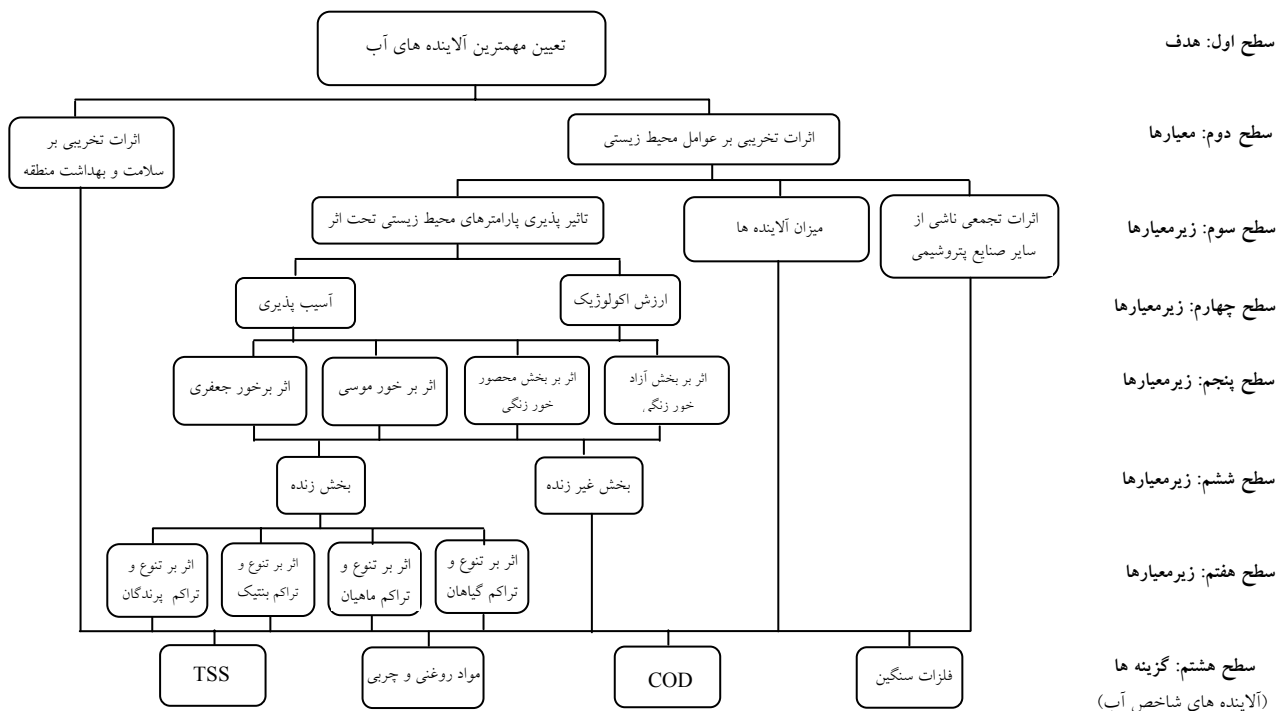 سطح اول: هدف
تعیین مهمترین آلاینده های آب
سطح دوم: معیارها
اثرات تخریبی بر عوامل محیط زیستی
اثرات تخریبی بر
سلامت و بهداشت منطقه
سطح سوم: زیرمعیارها
اثرات تجمعی ناشی از
سایر صنایع پتروشیمی
میزان آلاینده ها
تاثیر پذیری پارامترهای محیط زیستی تحت اثر
سطح چهارم: زیرمعیارها
ارزش اکولوژیک
آسیب پذیری
سطح پنجم: زیرمعیارها
اثر بر بخش آزاد
خور زنگی
اثر بر بخش محصور
خور زنگی
اثر بر خور موسی
اثر برخور جعفری
سطح ششم: زیرمعیارها
بخش غیر زنده
بخش زنده
سطح هفتم: زیرمعیارها
اثر بر تنوع و
تراکم گیاهان
اثر بر تنوع و
تراکم ماهیان
اثر بر تنوع و
تراکم بنتیک
اثر بر تنوع و
تراکم پرندگان
سطح هشتم: گزینه ها
(آلاینده های شاخص آب)
فلزات سنگین
COD
مواد روغنی و چربی
TSS